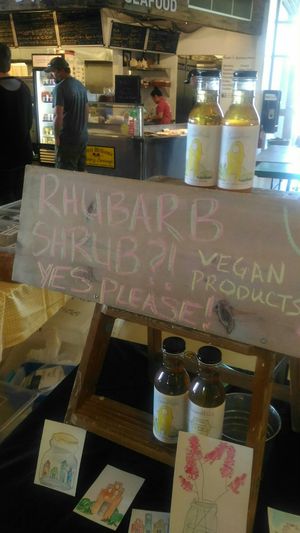 SEAFOOD
RHUBARB
SHRUB?!
YES PLEASE!
VEGAN
PRODUCTS